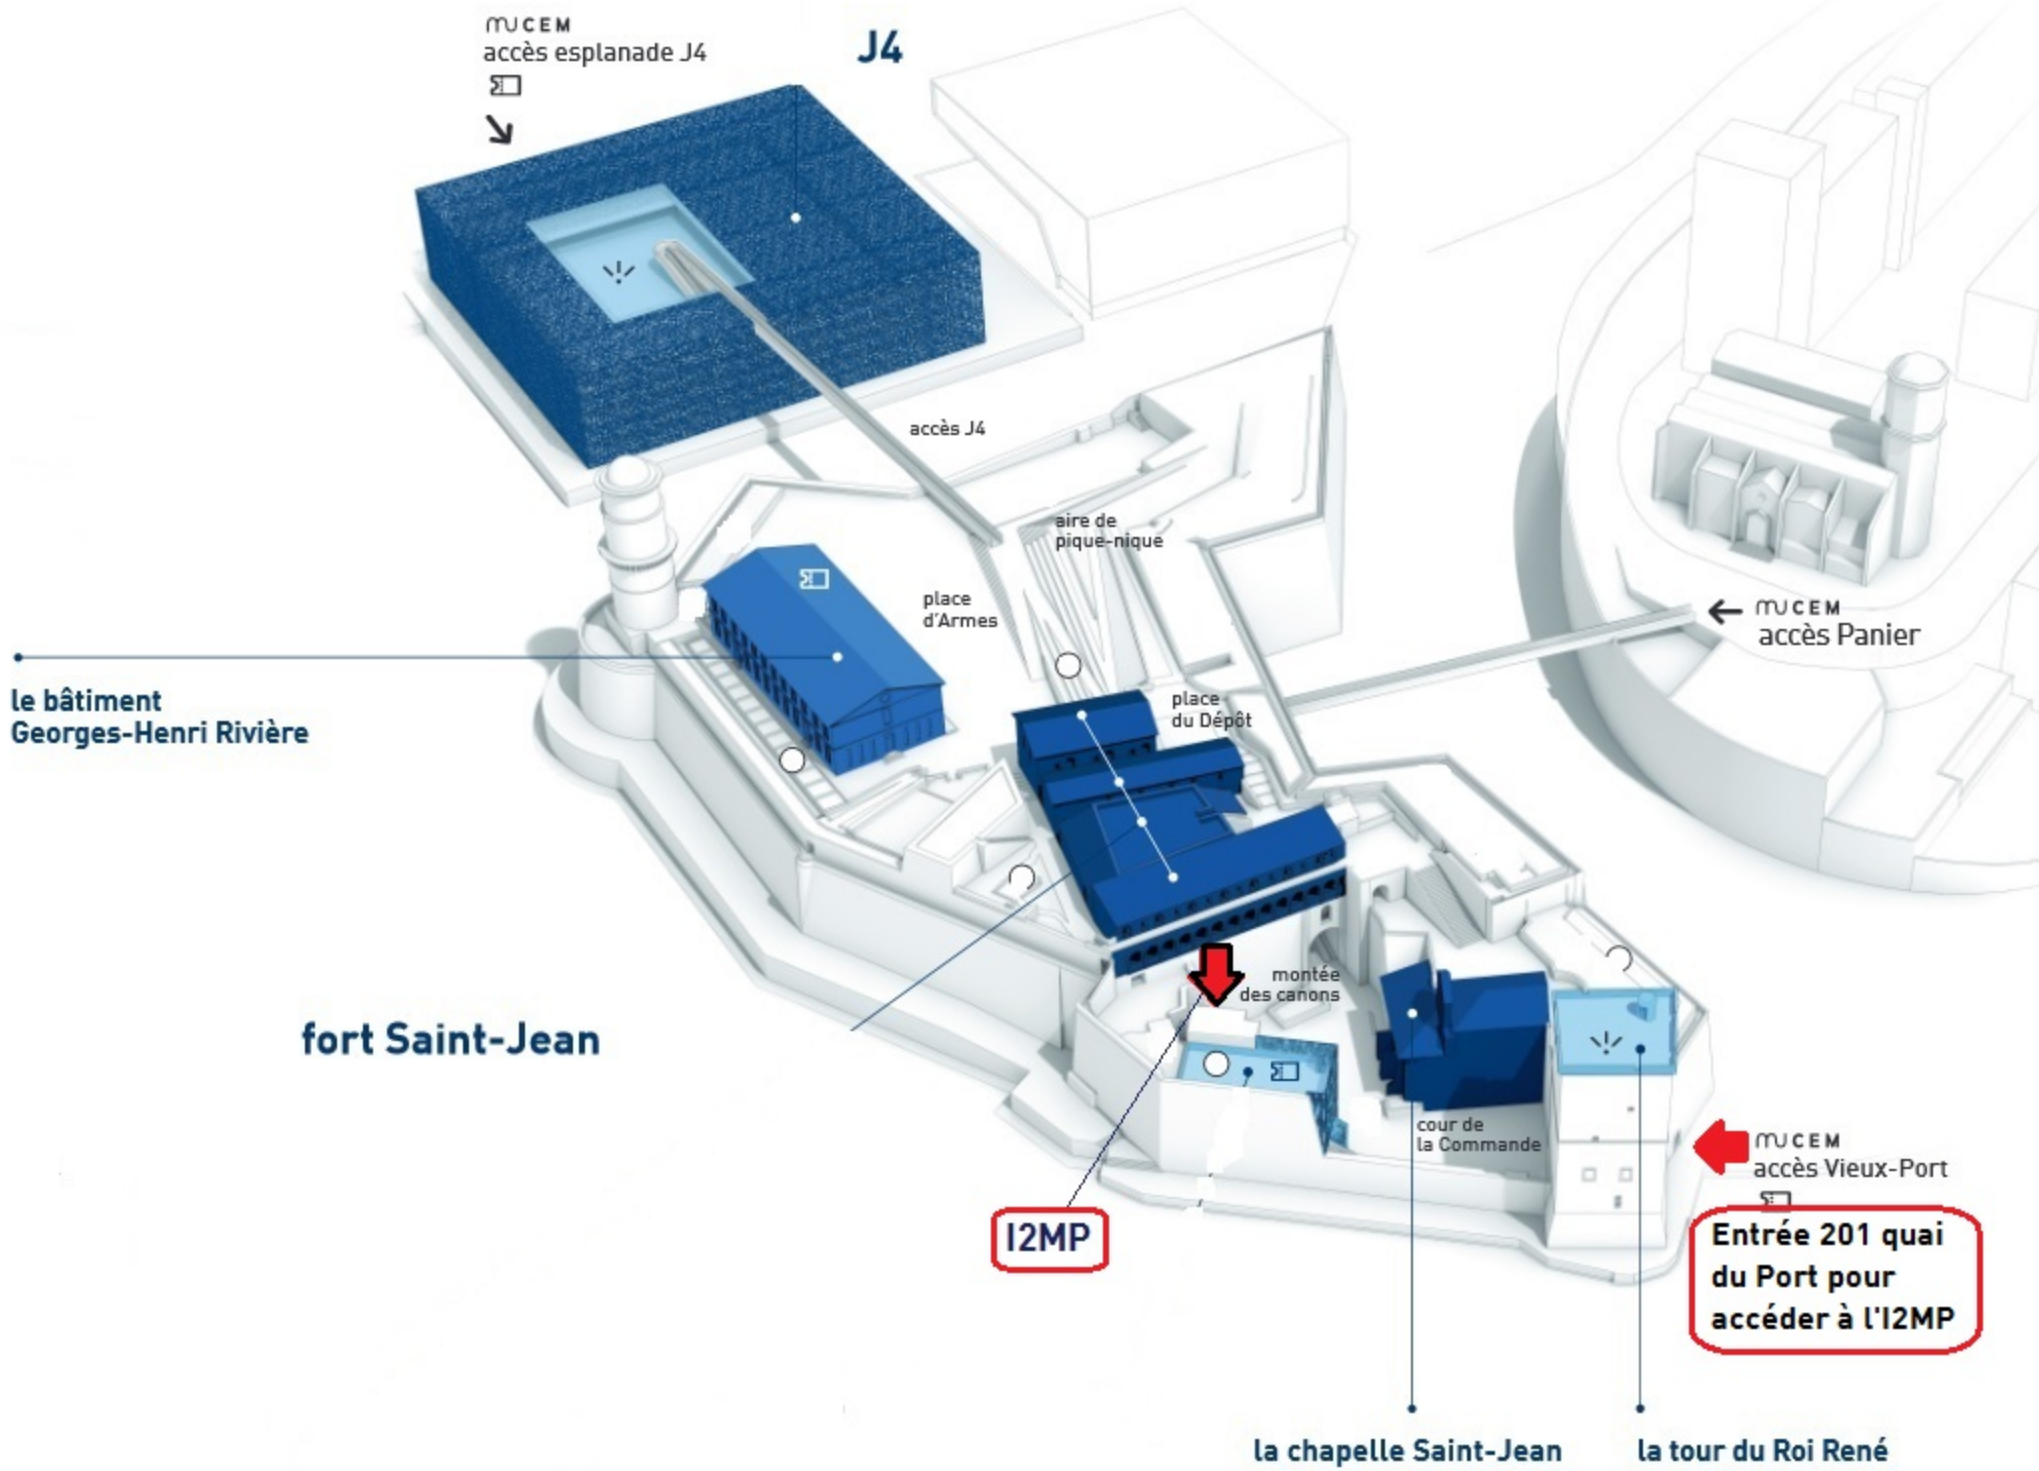 MUCEM
accès esplanade J4
J4
accès J4
aire de
pique-nique
place
d'Armes
MUCEM
accès Panier
le bâtiment
Georges-Henri Rivière
place
du Dépôt
montée
des canons
fort Saint-Jean
cour de
la Commande
MUCEM
accès Vieux-Port
I2MP
Entrée 201 quai
du Port pour
accéder à l'I2MP
la chapelle Saint-Jean
la tour du Roi René